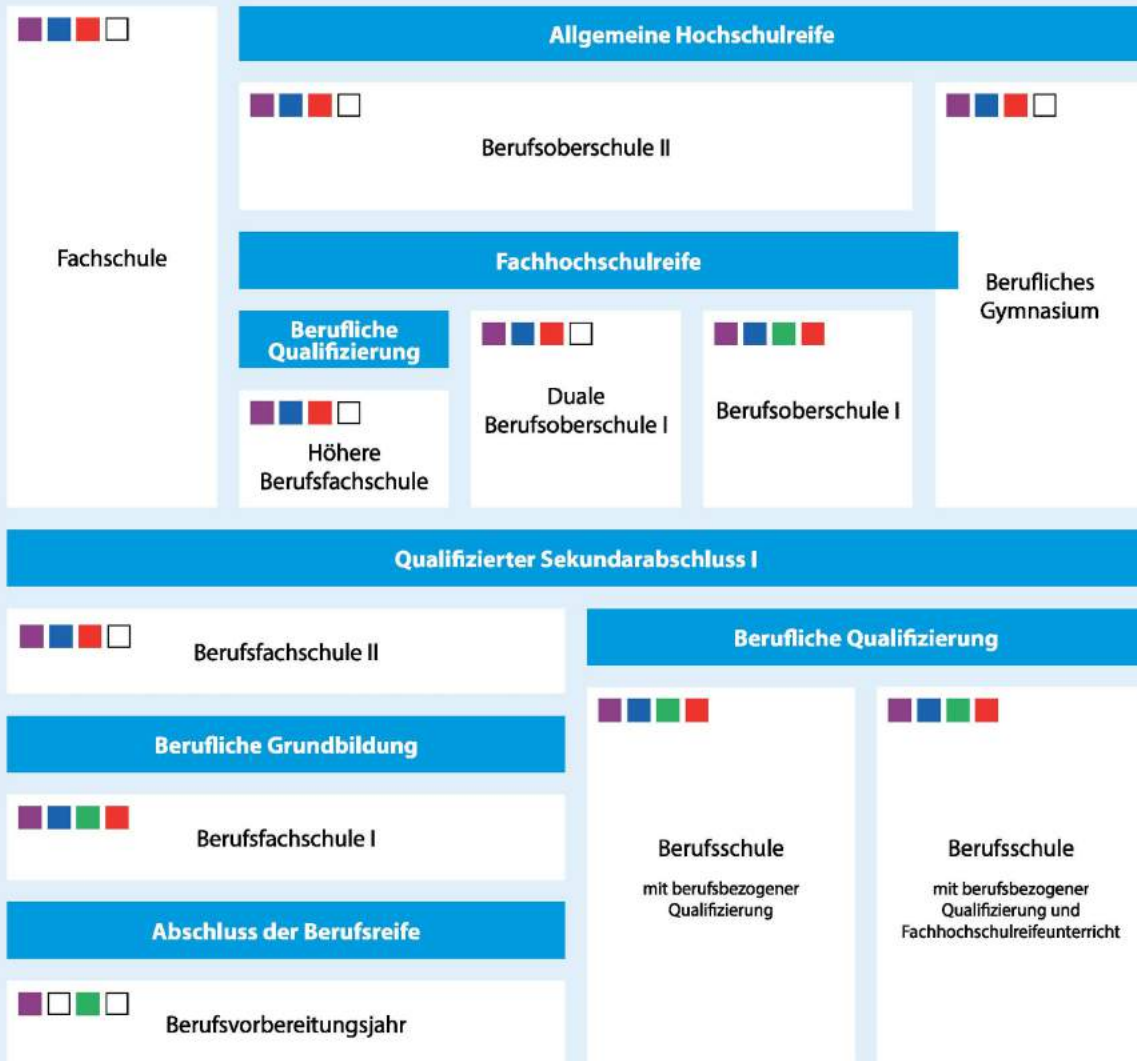 Allgemeine Hochschulreife
Berufsoberschule II
Fachschule
Fachhochschulreife
Berufliches
Gymnasium
Berufliche
Qualifizierung
Höhere
Berufsfachschule
Duale
Berufsoberschule I
Berufsoberschule I
Qualifizierter Sekundarabschluss I
Berufsfachschule II
Berufliche Grundbildung
Berufsfachschule I
Abschluss der Berufsreife
Berufsvorbereitungsjahr
Berufliche Qualifizierung
Berufsschule
mit berufsbezogener
Qualifizierung
Berufsschule
mit berufsbezogener
Qualifizierung und
Fachhochschulreifeunterricht